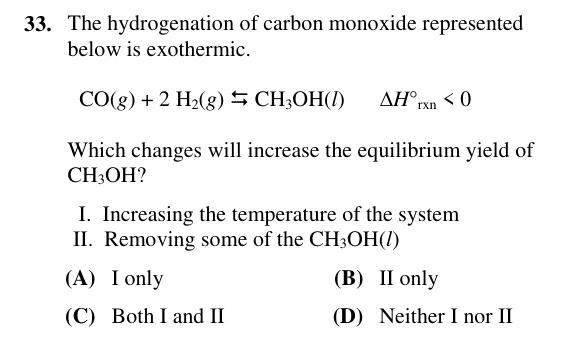 33. The hydrogenation of carbon monoxide represented
below is exothermic.
CO(g) + 2 H₂(g) ⇆ CH₃OH(l) ΔH°rxn < 0
Which changes will increase the equilibrium yield of
CH₃OH?
I. Increasing the temperature of the system
II. Removing some of the CH₃OH(l)
(A) I only (B) II only
(C) Both I and II (D) Neither I nor II